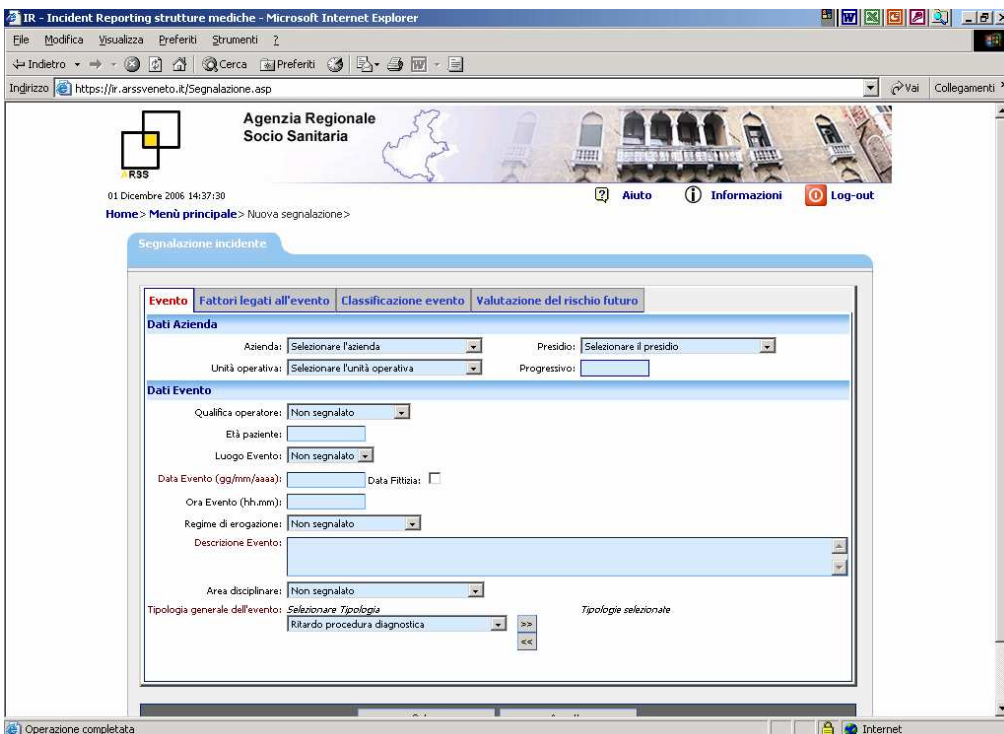 IR - Incident Reporting strutture mediche - Microsoft Internet Explorer
File Modifica Visualizza Preferiti Strumenti ?
Indietro Cerca Preferiti
Indirizzo https://ir.arssveneto.it/Segnalazione.asp Vai Collegamenti
Agenzia Regionale
Socio Sanitaria
ARSS
01 Dicembre 2006 14:37:30 Aiuto Informazioni Log-out
Home> Menù principale> Nuova segnalazione>
Segnalazione incidente
Evento Fattori legati all'evento Classificazione evento Valutazione del rischio futuro
Dati Azienda
Azienda: Selezionare l'azienda Presidio: Selezionare il presidio
Unità operativa: Selezionare l'unità operativa Progressivo:
Dati Evento
Qualifica operatore: Non segnalato
Età paziente:
Luogo Evento: Non segnalato
Data Evento (gg/mm/aaaa): Data Fittizia:
Ora Evento (hh.mm):
Regime di erogazione: Non segnalato
Descrizione Evento:
Area disciplinare: Non segnalato
Tipologia generale dell'evento: Selezionare Tipologia Tipologie selezionate
Ritardo procedura diagnostica >>
<<
Operazione completata Internet